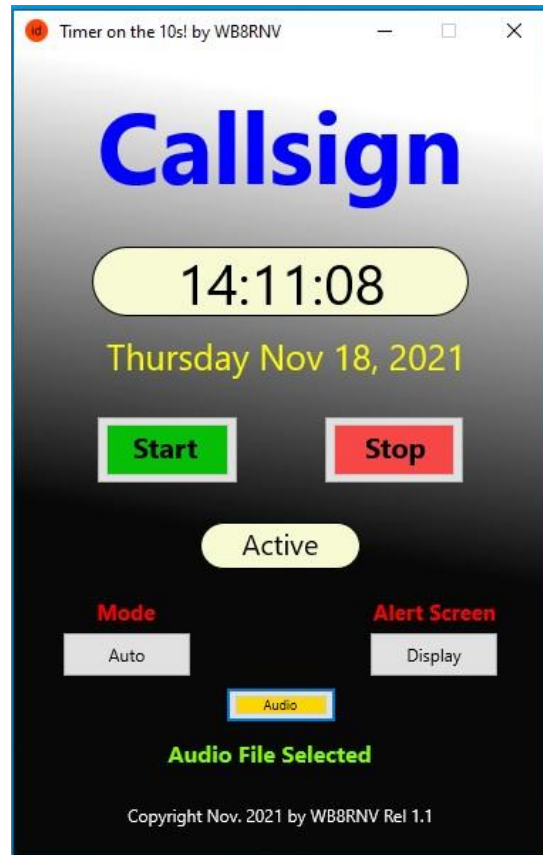 id Timer on the 10s! by WB8RNV
Callsign
14:11:08
Thursday Nov 18, 2021
Start Stop
Active
Mode Alert Screen
Auto Display
Audio
Audio File Selected
Copyright Nov. 2021 by WB8RNV Rel 1.1